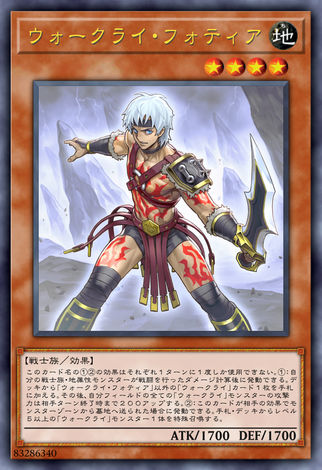 ウォークライ・フォティア
地
【戦士族／効果】
このカード名の①②の効果はそれぞれ１ターンに１度しか使用できない。①：自
分の戦士族・地属性モンスターが戦闘を行ったダメージ計算後に発動できる。デ
ッキから「ウォークライ・フォティア」以外の「ウォークライ」カード１枚を手札
に加える。その後、自分フィールドの全ての「ウォークライ」モンスターの攻撃
力は相手ターン終了時まで２００アップする。②：このカードが相手の効果でモ
ンスターゾーンから墓地へ送られた場合に発動できる。手札・デッキからレベル
５以上の「ウォークライ」モンスター１体を特殊召喚する。
ATK/1700 DEF/1700
83286340